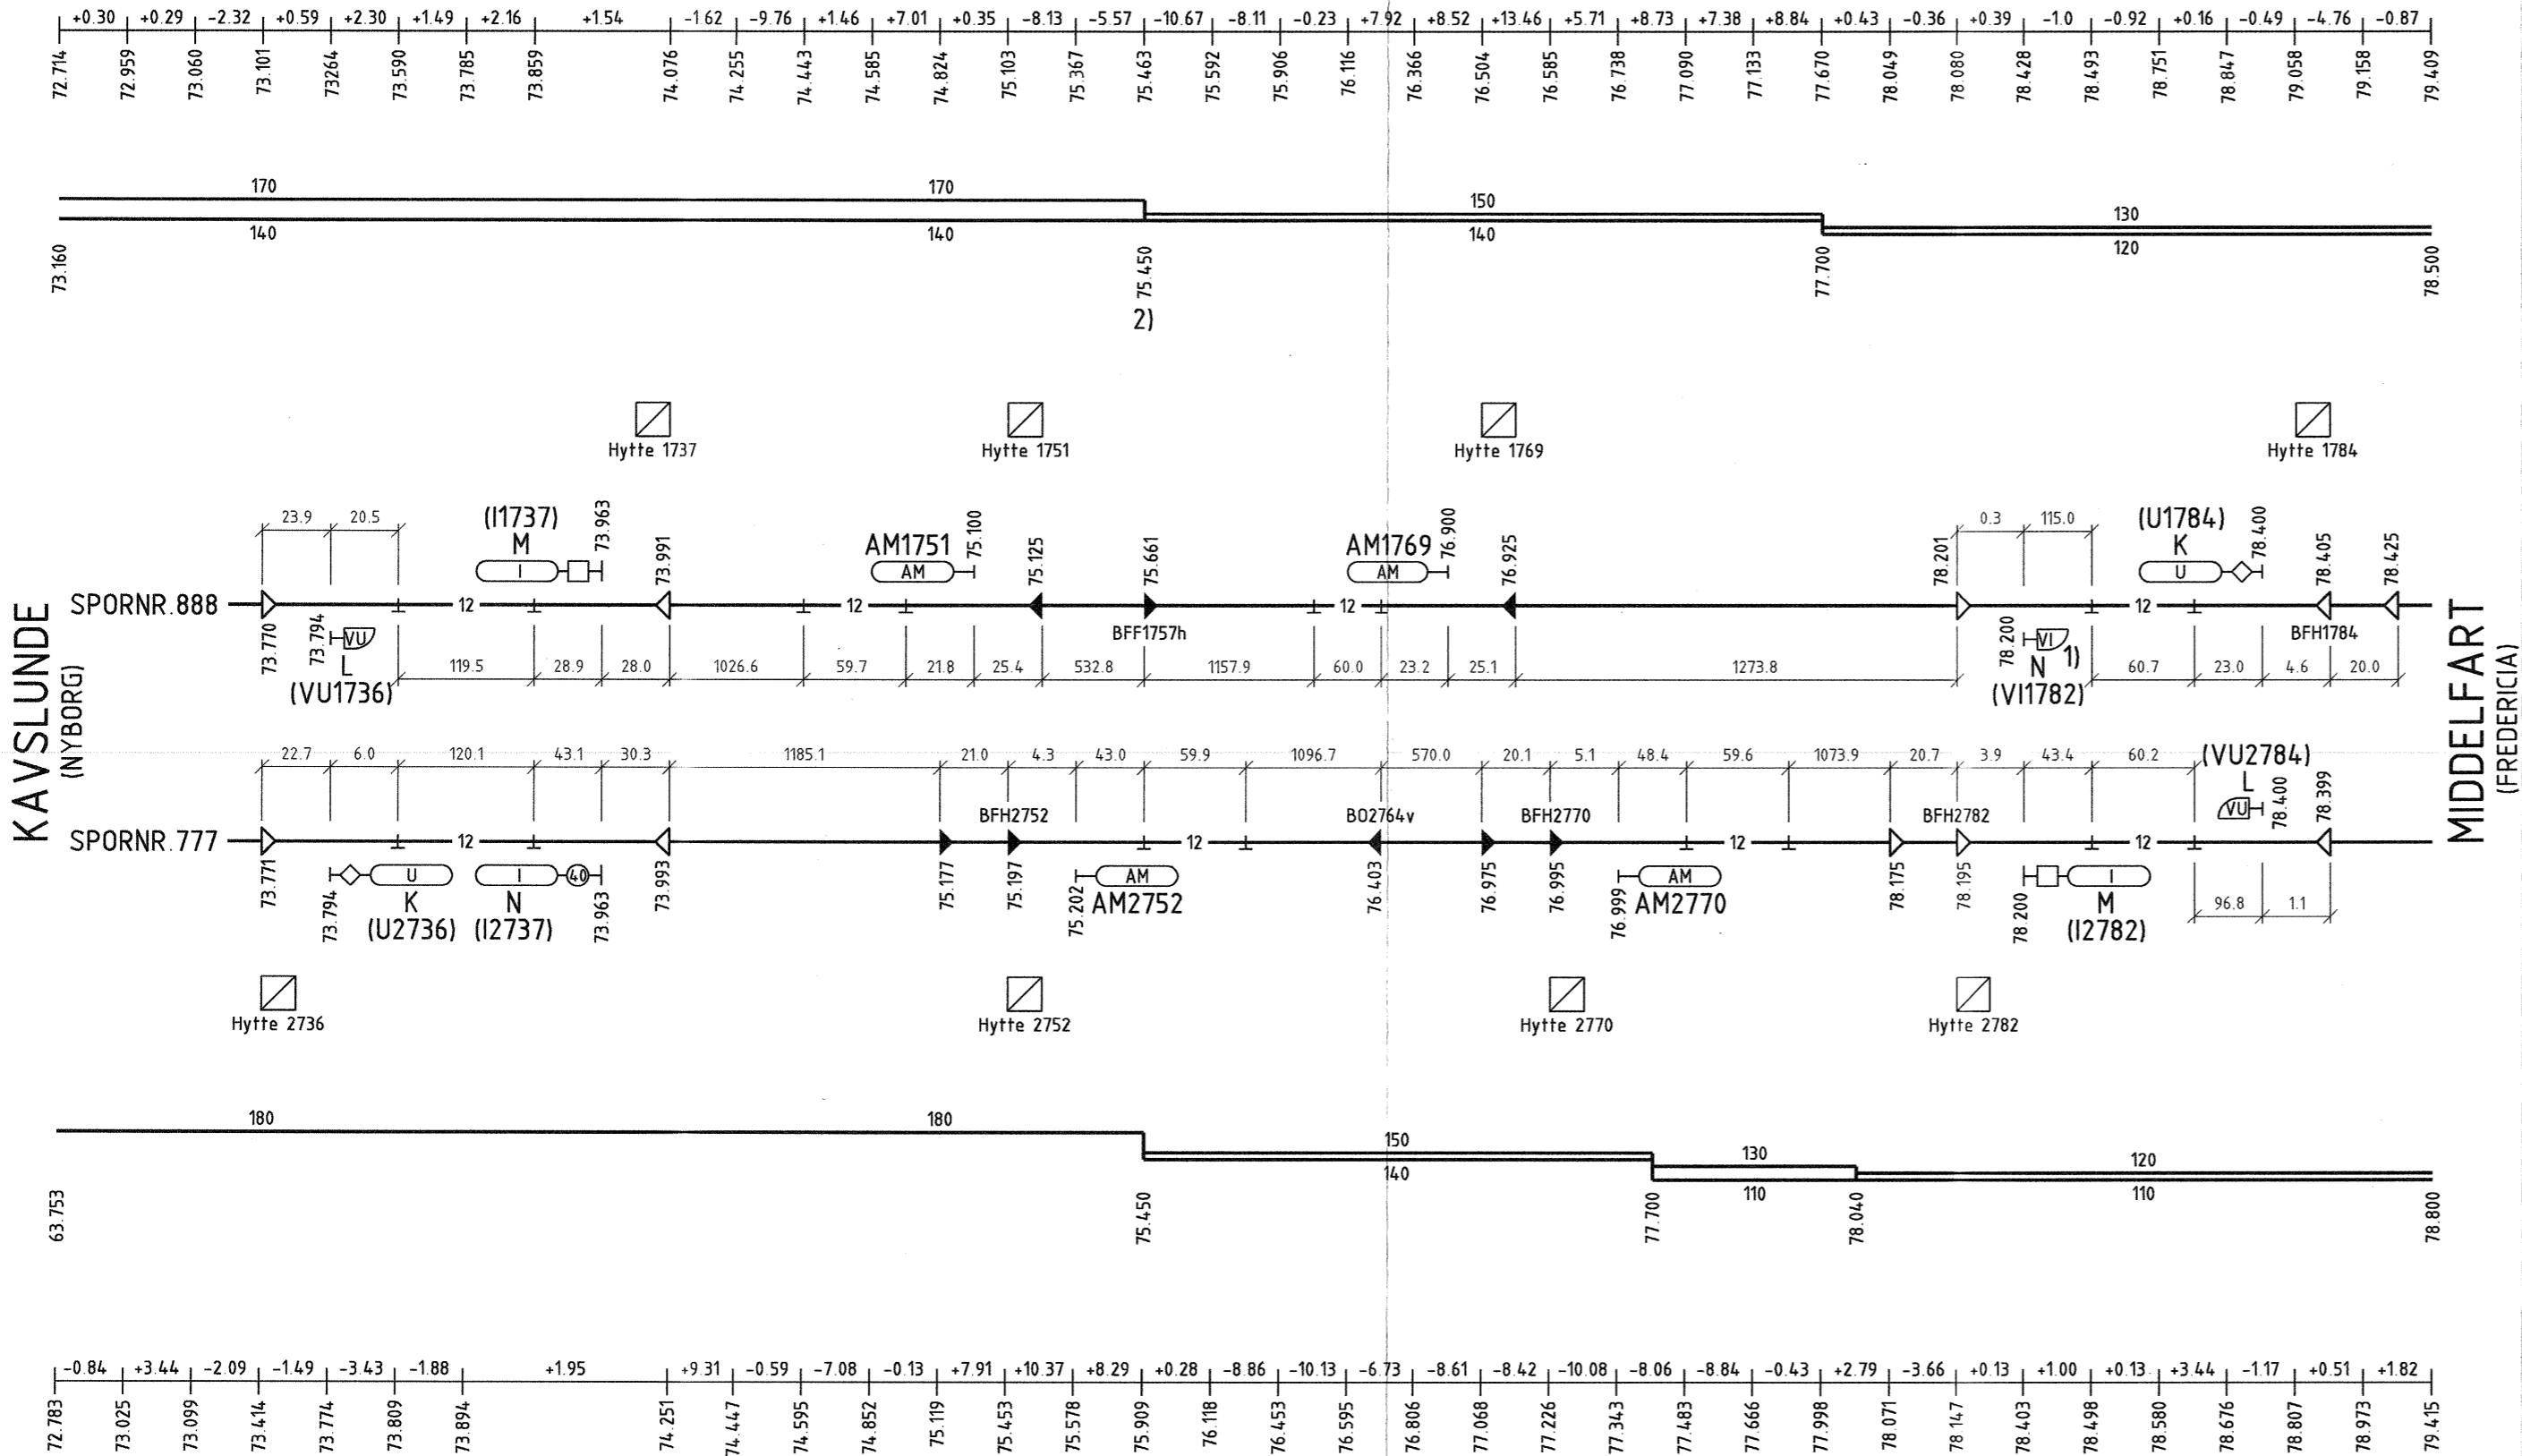 +0.30 +0.29 -2.32 +0.59 +2.30 +1.49 +2.16 +1.54 -1.62 -9.76 +1.46 +7.01 +0.35 -8.13 -5.57 -10.67 -8.11 -0.23 +7.92 +8.52 +13.46 +5.71 +8.73 +7.38 +8.84 +0.43 -0.36 +0.39 -1.0 -0.92 +0.16 -0.49 -4.76 -0.87
72.714 72.959 73.060 73.101 73264 73.590 73.785 73.859 74.076 74.255 74.443 74.585 74.824 75.103 75.367 75.463 75.592 75.906 76.116 76.366 76.504 76.585 76.738 77.090 77.133 77.670 78.049 78.080 78.428 78.493 78.751 78.847 79.058 79.158 79.409
170 170 150 130
140 140 140 120
73.160 75.450 77.700 78.500
2)
Hytte 1737 Hytte 1751 Hytte 1769 Hytte 1784
23.9 20.5 (I1737) 73.963 75.100 76.900 0.3 115.0 (U1784) 78.400
M AM1751 AM1769 K
I AM AM U
73.991 75.125 75.661 76.925 78.201 78.405 78.425
SPORNR.888 12 12 12 12
73.770 73.794 VU BFF1757h 78.200 VI 1) BFH1784
L N
119.5 28.9 28.0 1026.6 59.7 21.8 25.4 532.8 1157.9 60.0 23.2 25.1 1273.8 60.7 23.0 4.6 20.0
(VU1736) (VI1782)
KAVSLUNDE
(NYBORG)
MIDDELFART
(FREDERICIA)
22.7 6.0 120.1 43.1 30.3 1185.1 21.0 4.3 43.0 59.9 1096.7 570.0 20.1 5.1 48.4 59.6 1073.9 20.7 3.9 43.4 60.2 (VU2784)
L
VU 78.400 78.399
BFH2752 BO2764v BFH2770 BFH2782
SPORNR.777 12 12 12 12
73.771 73.794 U I 40 73.963 73.993 75.177 75.197 75.202 AM 76.403 76.975 76.995 76.999 AM 78.175 78.195 78.200 I
K N AM2752 AM2770 M 96.8 1.1
(U2736) (I2737) (I2782)
Hytte 2736 Hytte 2752 Hytte 2770 Hytte 2782
180 180 150 130 120
140 110 110
63.753 75.450 77.700 78.040 78.800
-0.84 +3.44 -2.09 -1.49 -3.43 -1.88 +1.95 +9.31 -0.59 -7.08 -0.13 +7.91 +10.37 +8.29 +0.28 -8.86 -10.13 -6.73 -8.61 -8.42 -10.08 -8.06 -8.84 -0.43 +2.79 -3.66 +0.13 +1.00 +0.13 +3.44 -1.17 +0.51 +1.82
72.783 73.025 73.099 73.414 73.774 73.809 73.894 74.251 74.447 74.595 74.852 75.119 75.453 75.578 75.909 76.118 76.453 76.595 76.806 77.068 77.226 77.343 77.483 77.666 77.998 78.071 78.147 78.403 78.498 78.580 78.676 78.807 78.973 79.415